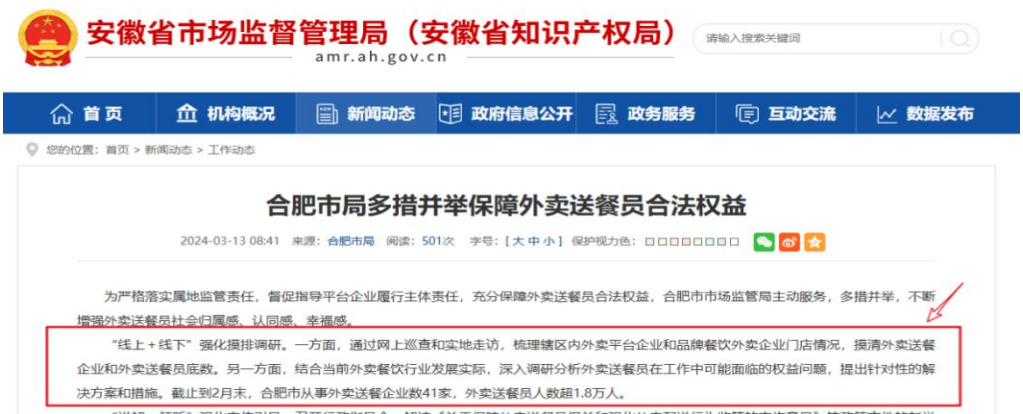 安徽省市场监督管理局（安徽省知识产权局）
amr.ah.gov.cn
请输入搜索关键词
首页 机构概况 新闻动态 政府信息公开 政务服务 互动交流 数据发布
您的位置：首页 > 新闻动态 > 工作动态
合肥市局多措并举保障外卖送餐员合法权益
2024-03-13 08:41 来源：合肥市局 阅读：501次 字号：[ 大 中 小 ] 保护视力色：
为严格落实属地监管责任，督促指导平台企业履行主体责任，充分保障外卖送餐员合法权益，合肥市市场监管局主动服务，多措并举，不断
增强外卖送餐员社会归属感、认同感、幸福感。
“线上+线下”强化摸排调研。一方面，通过网上巡查和实地走访，梳理辖区内外卖平台企业和品牌餐饮外卖企业门店情况，摸清外卖送餐
企业和外卖送餐员底数。另一方面，结合当前外卖餐饮行业发展实际，深入调研分析外卖送餐员在工作中可能面临的权益问题，提出针对性的解
决方案和措施。截止到2月末，合肥市从事外卖送餐企业数41家，外卖送餐员人数超1.8万人。